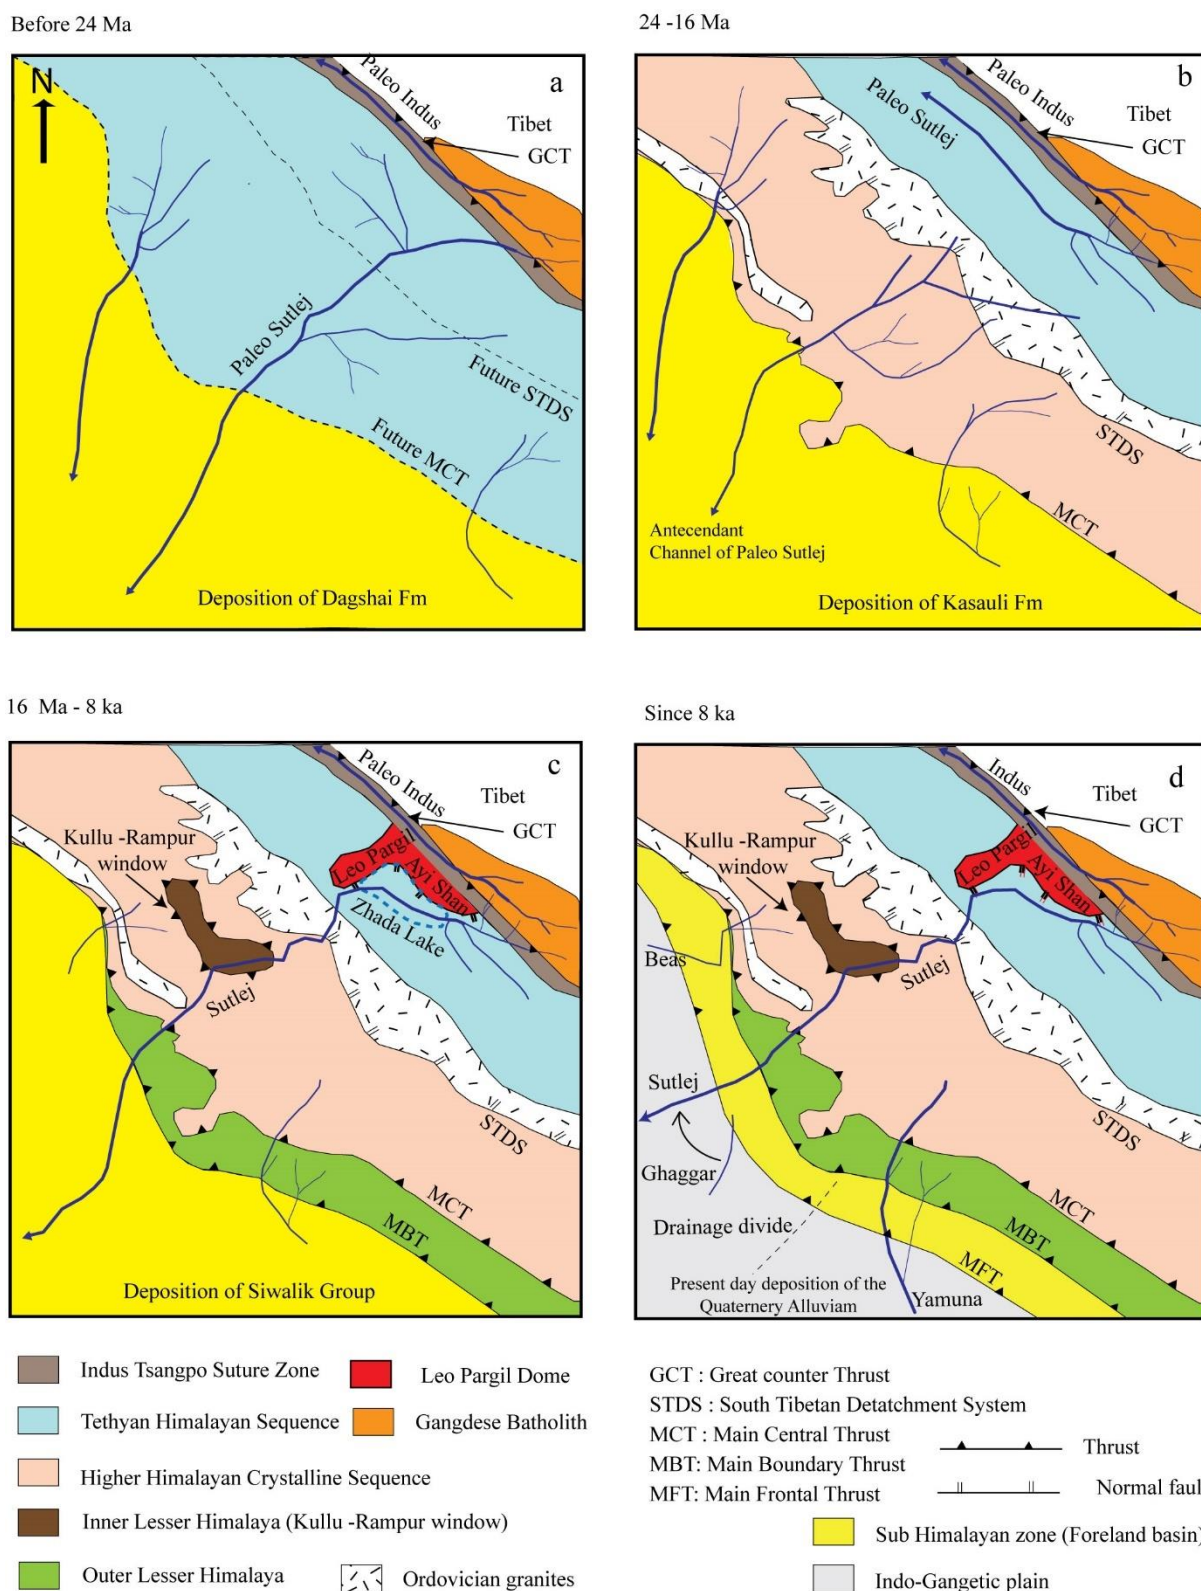 Before 24 Ma
24 -16 Ma
N
a
Paleo Indus
Tibet
GCT
Paleo Sutlej
Future STDS
Future MCT
Deposition of Dagshai Fm
b
Paleo Indus
Paleo Sutlej
Tibet
GCT
STDS
MCT
Antecendant
Channel of Paleo Sutlej
Deposition of Kasauli Fm
16 Ma - 8 ka
Since 8 ka
c
Paleo Indus
Tibet
GCT
Kullu -Rampur
window
Leo Pargil
Ayi Shan
Zhada Lake
Sutlej
STDS
MCT
MBT
Deposition of Siwalik Group
d
Indus
Tibet
GCT
Kullu -Rampur
window
Leo Pargil
Ayi Shan
Beas
Sutlej
Sutlej
Ghaggar
STDS
Drainage divide
MCT
MBT
MFT
Present day deposition of the
Quaternery Alluviam
Yamuna
Indus Tsangpo Suture Zone
Leo Pargil Dome
Tethyan Himalayan Sequence
Gangdese Batholith
Higher Himalayan Crystalline Sequence
Inner Lesser Himalaya (Kullu -Rampur window)
Outer Lesser Himalaya
Ordovician granites
GCT : Great counter Thrust
STDS : South Tibetan Detatchment System
MCT : Main Central Thrust
MBT: Main Boundary Thrust
MFT: Main Frontal Thrust
Thrust
Normal faul
Sub Himalayan zone (Foreland basin)
Indo-Gangetic plain